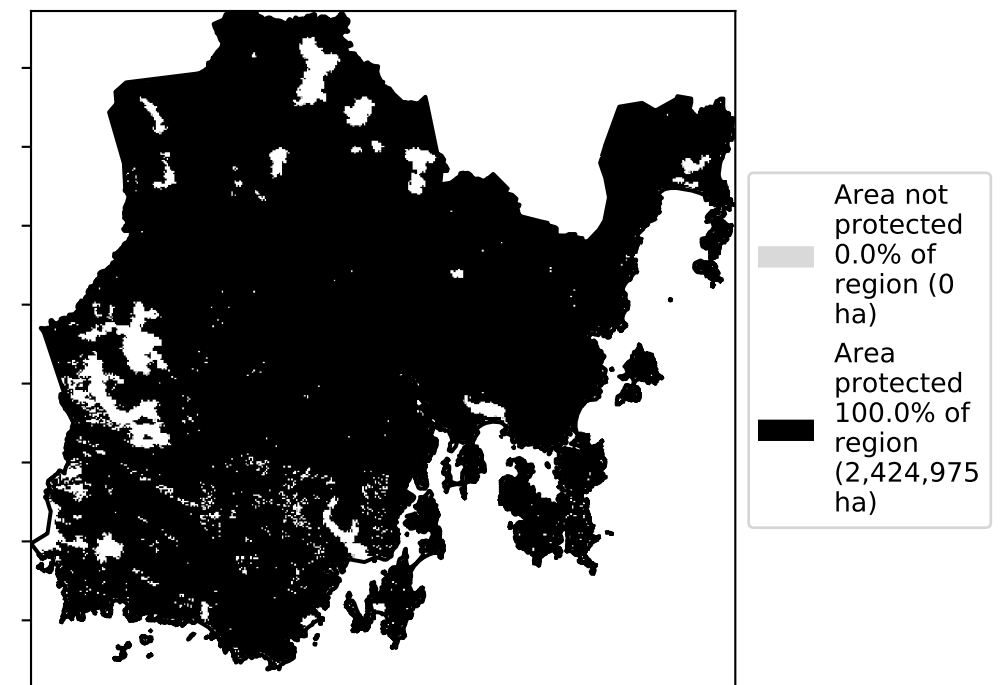 Area not
protected
0.0% of
region (0
ha)
Area
protected
100.0% of
region
(2,424,975
ha)